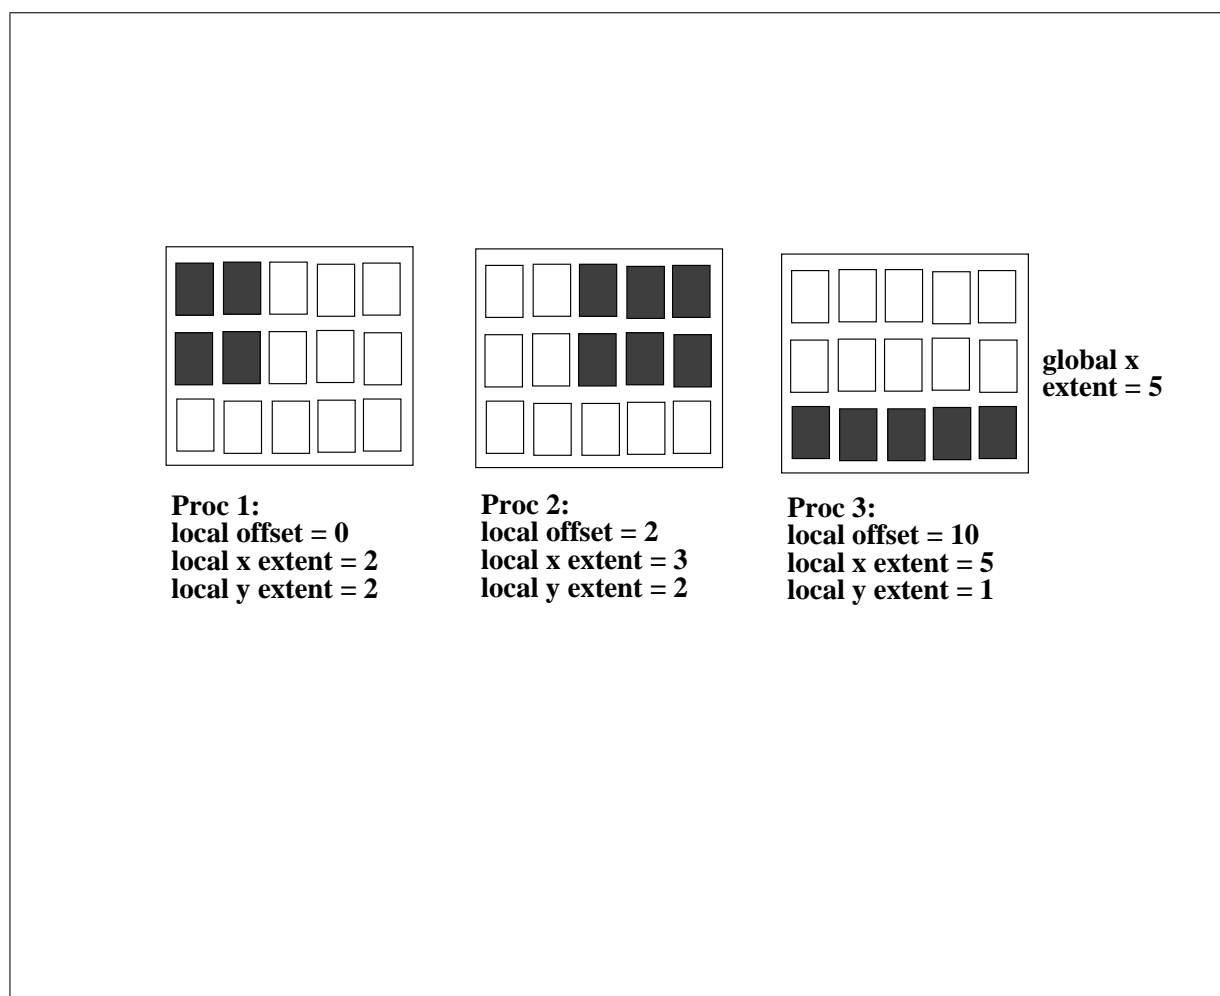 global x
extent = 5
Proc 1:
local offset = 0
local x extent = 2
local y extent = 2
Proc 2:
local offset = 2
local x extent = 3
local y extent = 2
Proc 3:
local offset = 10
local x extent = 5
local y extent = 1